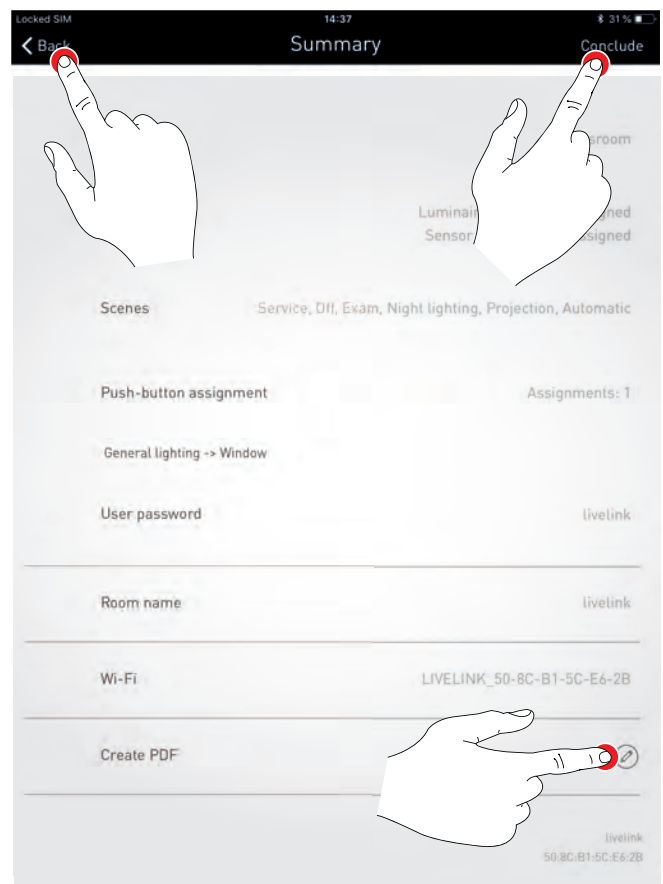 Locked SIM 14:37 31 %
Back Summary Conclude
Scenes Service, Off, Exam, Night lighting, Projection, Automatic
Push-button assignment Assignments: 1
General lighting -> Window
User password livelink
Room name livelink
Wi-Fi LIVELINK_50-8C-B1-5C-E6-2B
Create PDF
livelink
50:8C:B1:5C:E6:2B